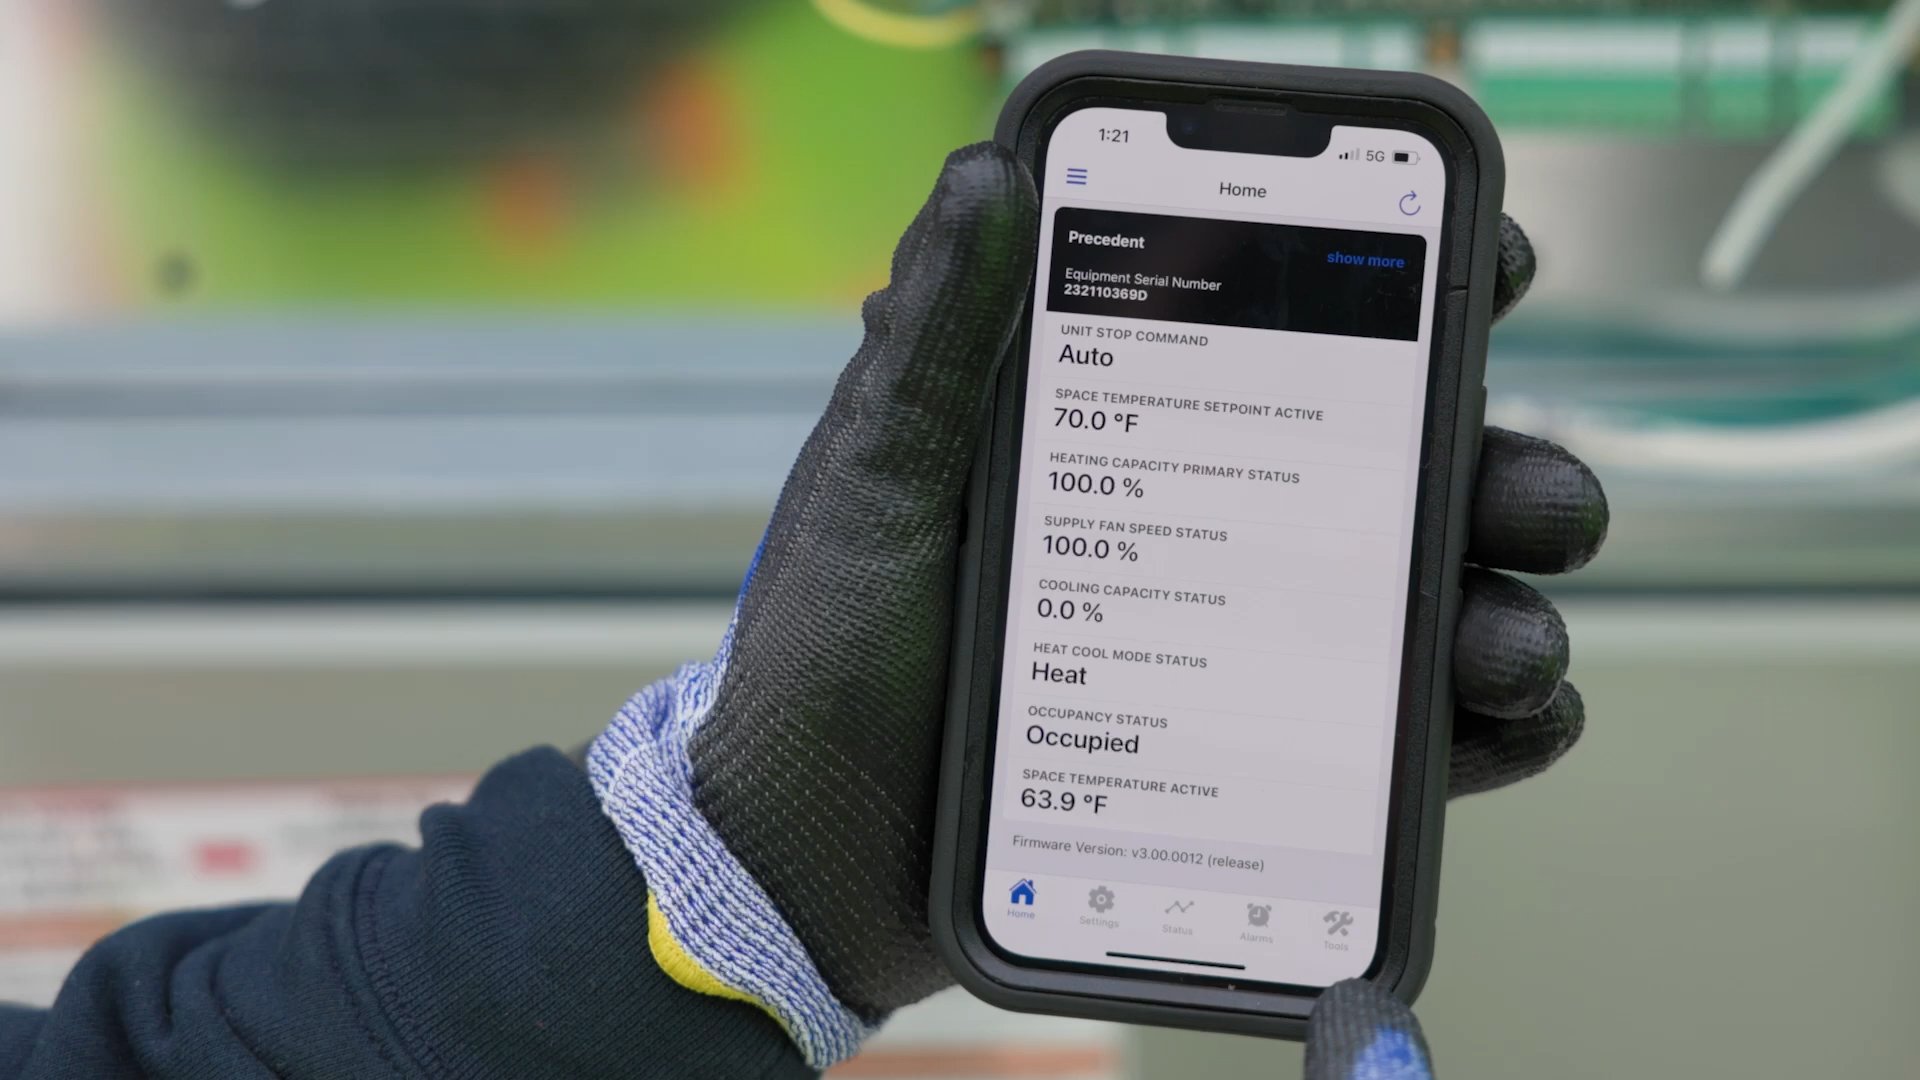 1:21
5G
Home
Precedent
show more
Equipment Serial Number
232110369D
UNIT STOP COMMAND
Auto
SPACE TEMPERATURE SETPOINT ACTIVE
70.0 °F
HEATING CAPACITY PRIMARY STATUS
100.0 %
SUPPLY FAN SPEED STATUS
100.0 %
COOLING CAPACITY STATUS
0.0 %
HEAT COOL MODE STATUS
Heat
OCCUPANCY STATUS
Occupied
SPACE TEMPERATURE ACTIVE
63.9 °F
Firmware Version: v3.00.0012 (release)
Home
Settings
Status
Alarms
Tools